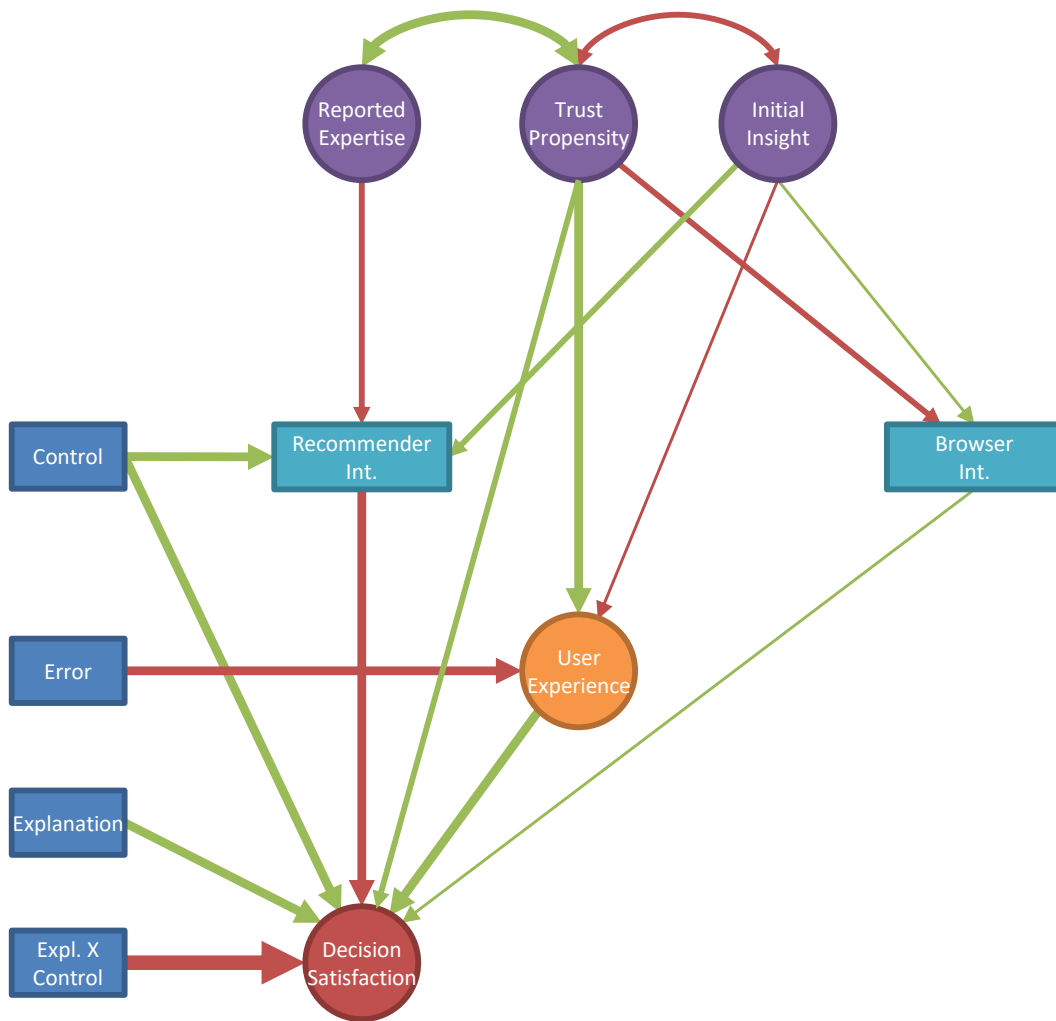 Reported
Expertise
Trust
Propensity
Initial
Insight
Control
Recommender
Int.
Browser
Int.
Error
User
Experience
Explanation
Expl. X
Control
Decision
Satisfaction